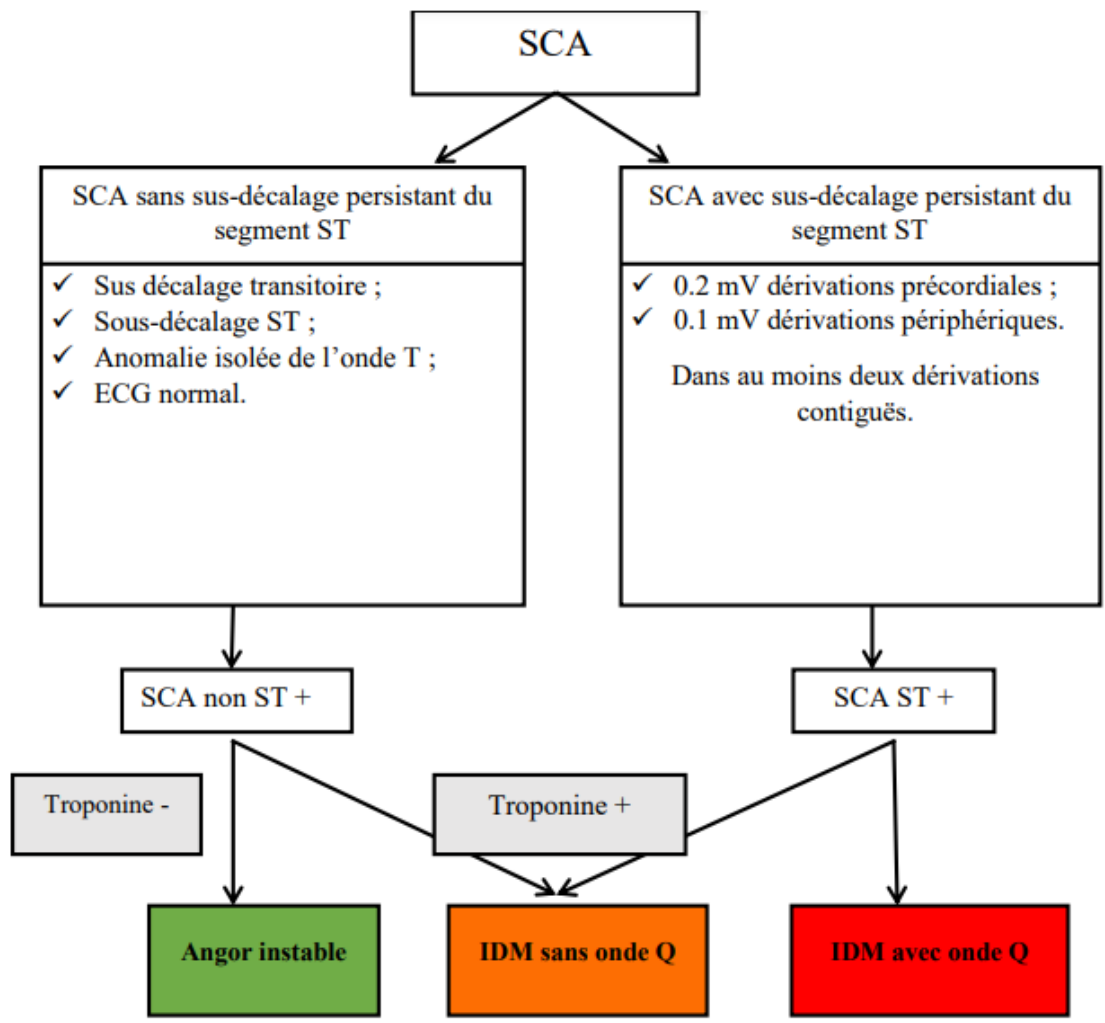 SCA
SCA sans sus-décalage persistant du
segment ST
✓ Sus décalage transitoire ;
✓ Sous-décalage ST ;
✓ Anomalie isolée de l’onde T ;
✓ ECG normal.
SCA avec sus-décalage persistant du
segment ST
✓ 0.2 mV dérivations précordiales ;
✓ 0.1 mV dérivations périphériques.
Dans au moins deux dérivations
contiguës.
SCA non ST +
SCA ST +
Troponine -
Troponine +
Angor instable
IDM sans onde Q
IDM avec onde Q